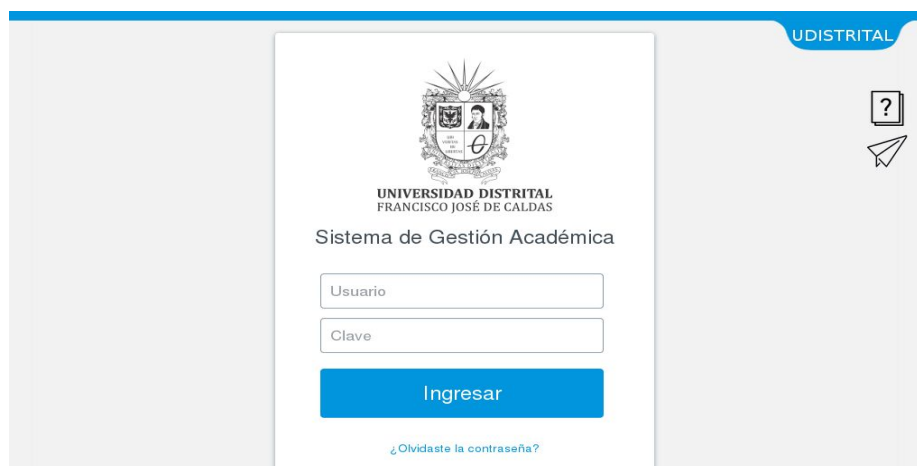 UDISTRITAL
?
UNIVERSIDAD DISTRITAL
FRANCISCO JOSÉ DE CALDAS
Sistema de Gestión Académica
Usuario
Clave
Ingresar
¿Olvidaste la contraseña?